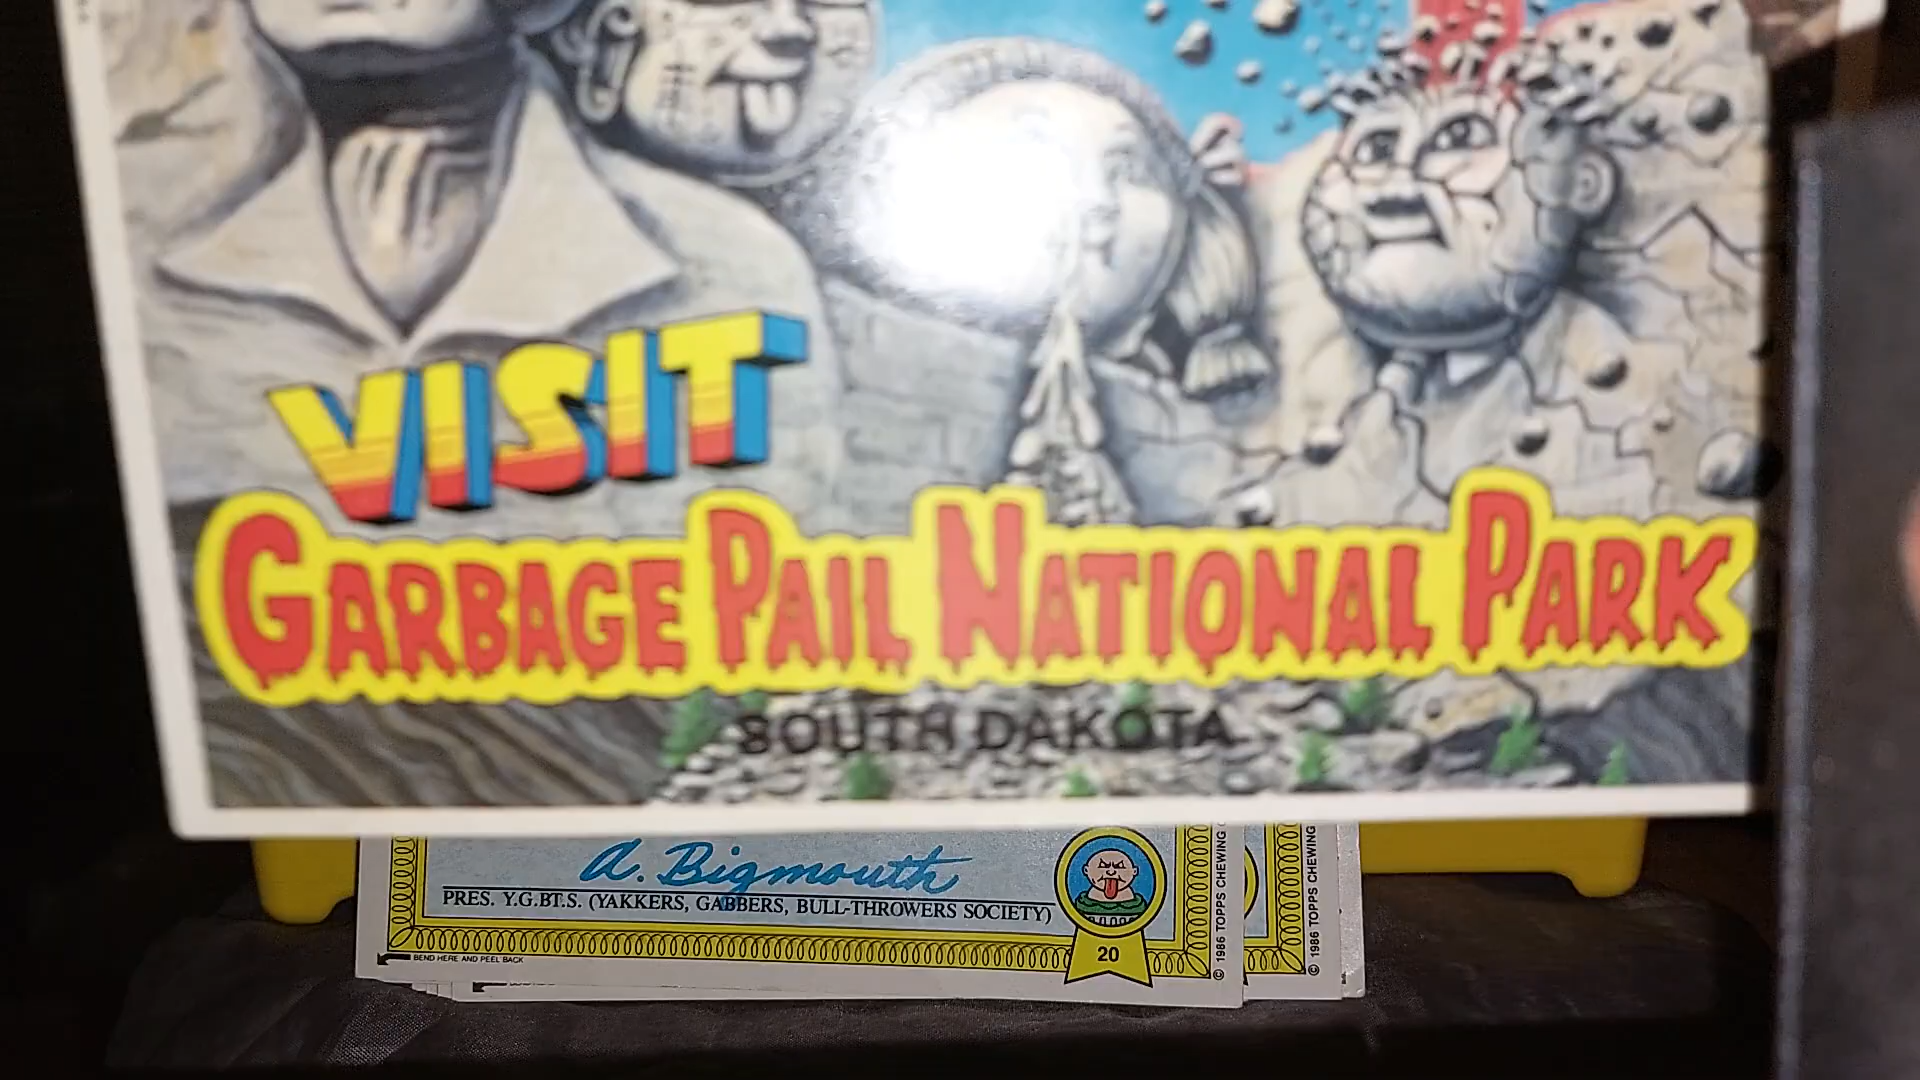 VISIT
GARBAGE PAIL NATIONAL PARK
SOUTH DAKOTA
A. Bigmouth
PRES. Y.G.BT.S. (YAKKERS, GABBERS, BULL-THROWERS SOCIETY)
BEND HERE AND PEEL BACK
20
© 1986 TOPPS CHEWING
© 1986 TOPPS CHEWING